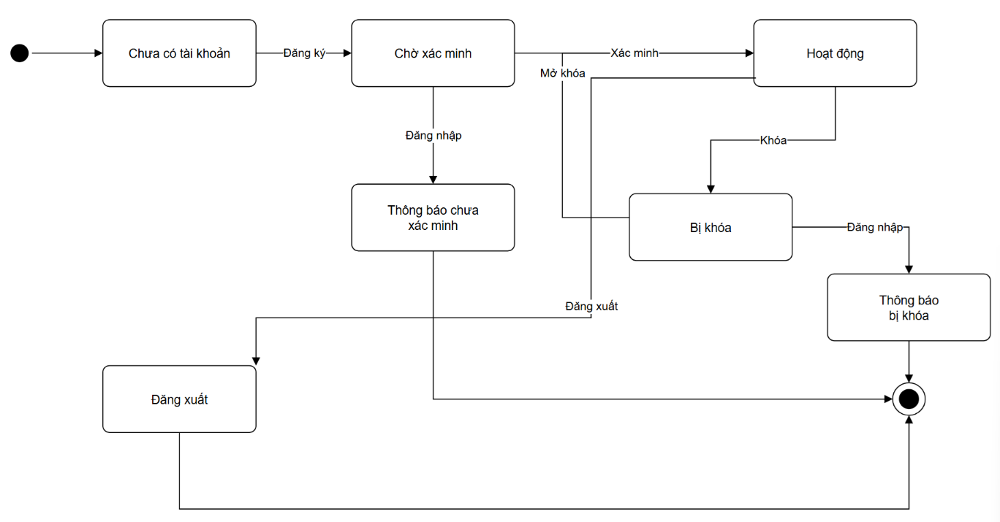 Chưa có tài khoản
Đăng ký
Chờ xác minh
Xác minh
Hoạt động
Mở khóa
Đăng nhập
Khóa
Thông báo chưa
xác minh
Bị khóa
Đăng nhập
Thông báo
bị khóa
Đăng xuất
Đăng xuất